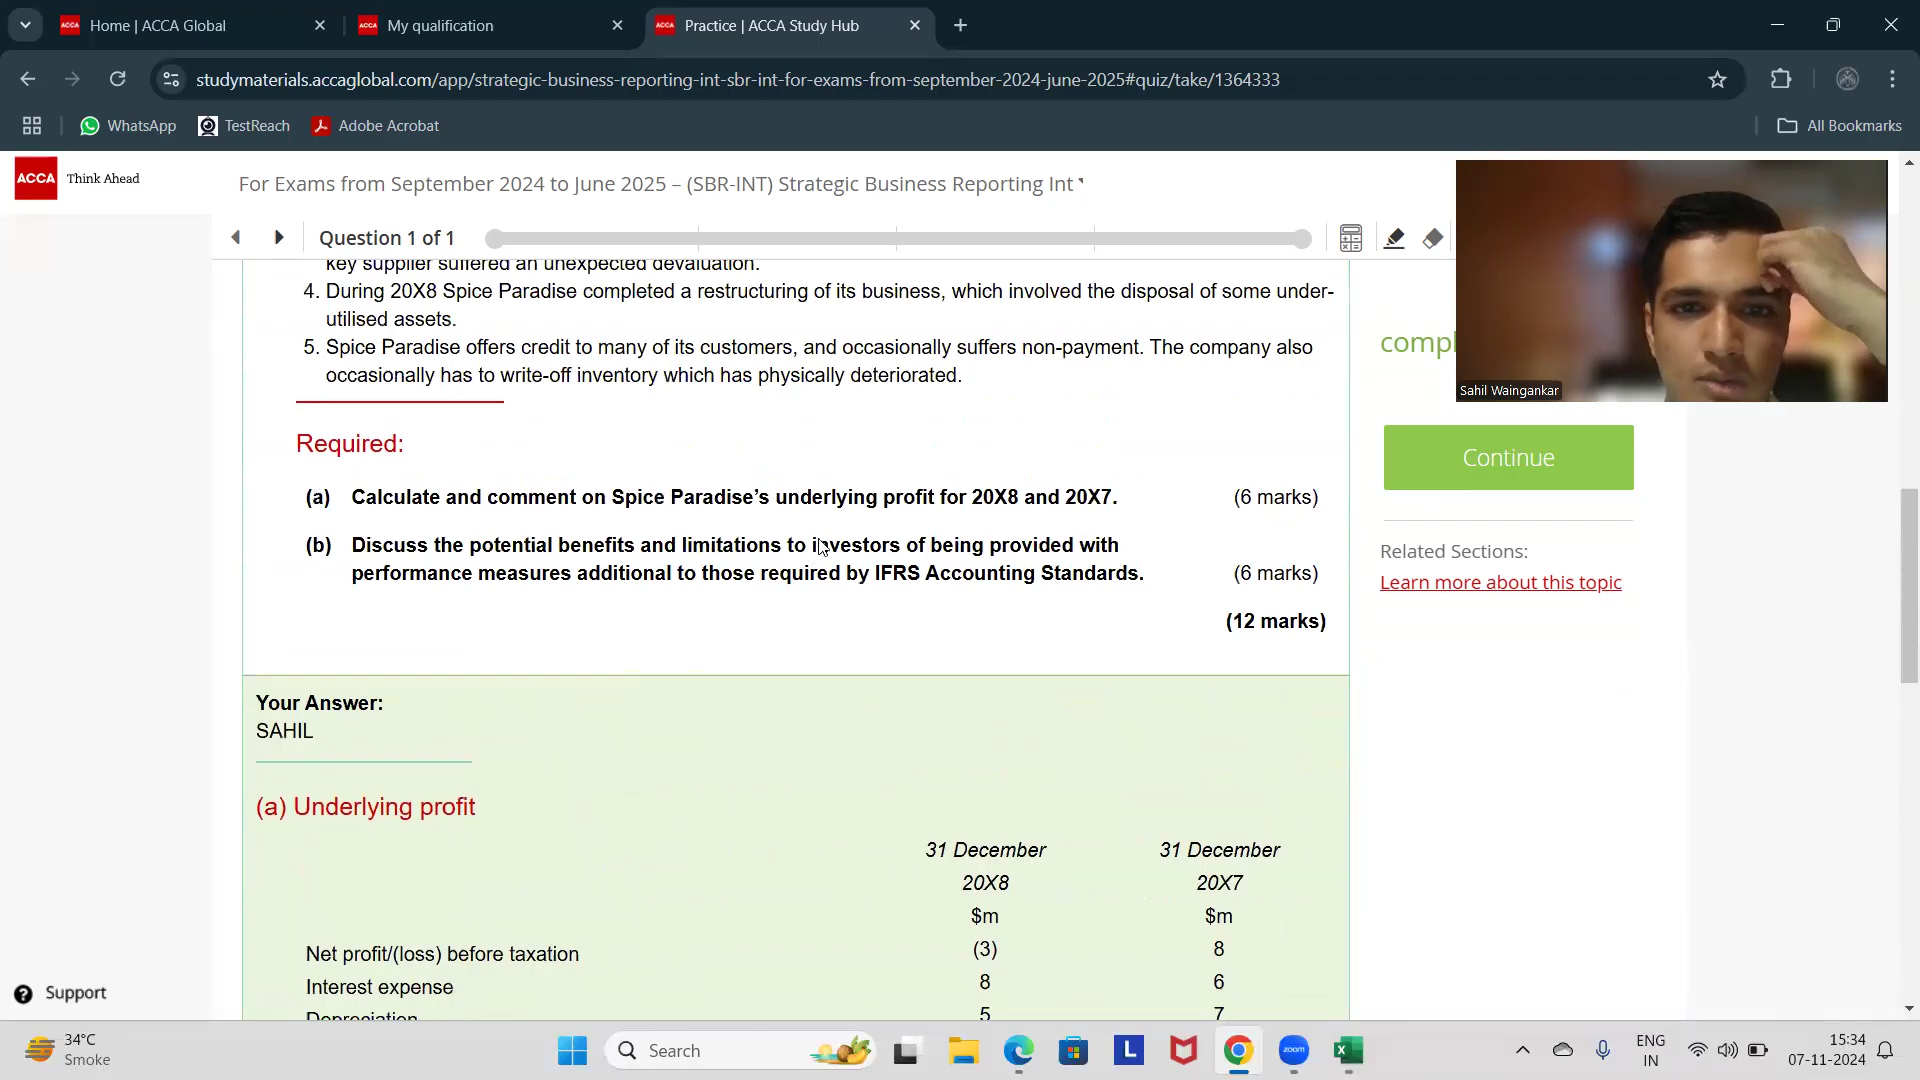 Home | ACCA Global
My qualification
Practice | ACCA Study Hub
studymaterials.accaglobal.com/app/strategic-business-reporting-int-sbr-int-for-exams-from-september-2024-june-2025#quiz/take/1364333
WhatsApp
TestReach
Adobe Acrobat
All Bookmarks
ACCA Think Ahead
For Exams from September 2024 to June 2025 – (SBR-INT) Strategic Business Reporting Int
Question 1 of 1
key supplier suffered an unexpected devaluation.
4. During 20X8 Spice Paradise completed a restructuring of its business, which involved the disposal of some under-
utilised assets.
5. Spice Paradise offers credit to many of its customers, and occasionally suffers non-payment. The company also
occasionally has to write-off inventory which has physically deteriorated.
Required:
(a) Calculate and comment on Spice Paradise's underlying profit for 20X8 and 20X7. (6 marks)
(b) Discuss the potential benefits and limitations to investors of being provided with
performance measures additional to those required by IFRS Accounting Standards. (6 marks)
(12 marks)
Your Answer:
SAHIL
(a) Underlying profit
31 December 31 December
20X8 20X7
$m $m
Net profit/(loss) before taxation (3) 8
Interest expense 8 6
Depreciation 5 7
Sahil Waingankar
Continue
Related Sections:
Learn more about this topic
Support
34°C
Smoke
Search
L
zoom
ENG
IN
15:34
07-11-2024